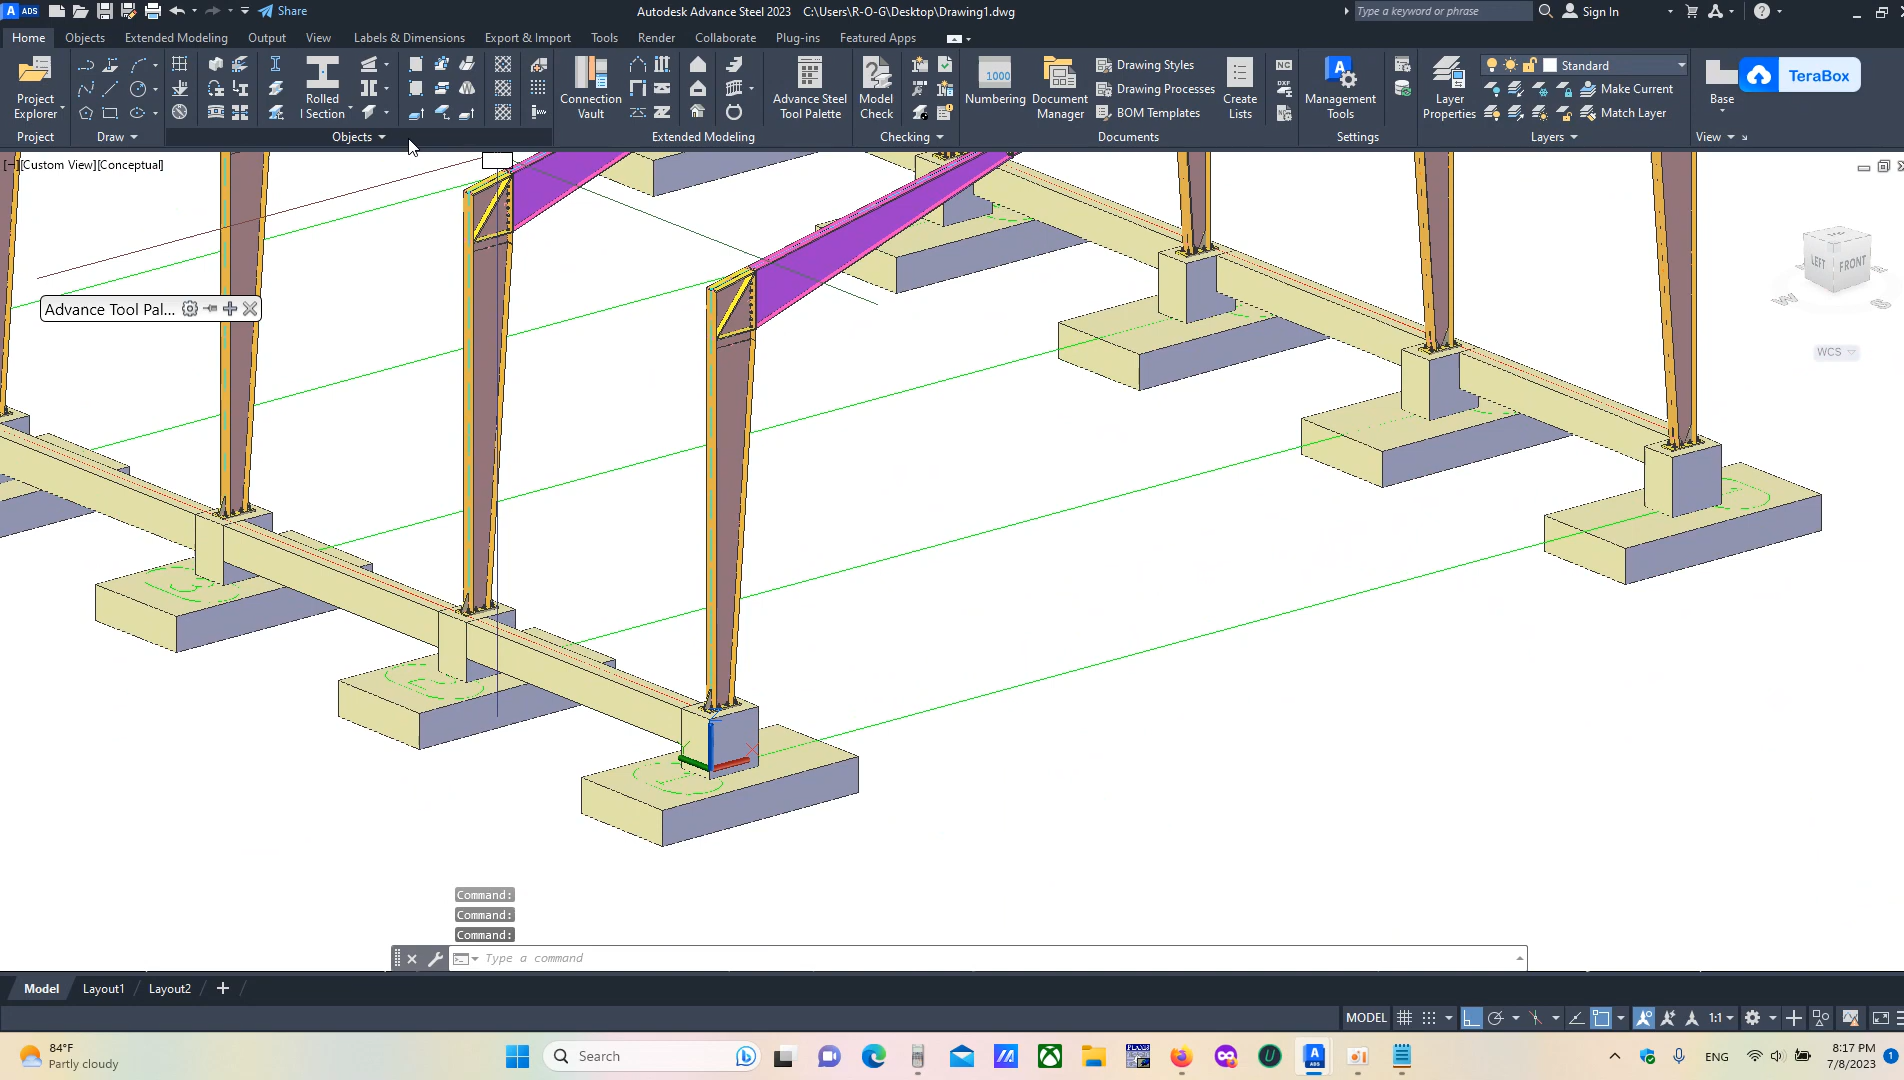 A ADS Share Autodesk Advance Steel 2023 C:\Users\R-O-G\Desktop\Drawing1.dwg Type a keyword or phrase Sign In
Home Objects Extended Modeling Output View Labels & Dimensions Export & Import Tools Render Collaborate Plug-ins Featured Apps
Project Explorer
Rolled I Section
Connection Vault
Advance Steel Tool Palette
Model Check
1000
Numbering
Document Manager
Drawing Styles
Drawing Processes
BOM Templates
Create Lists
NC
DXF
Management Tools
Layer Properties
Standard
Make Current
Match Layer
Base
TeraBox
Project Draw Objects Extended Modeling Checking Documents Settings Layers View
[−][Custom View][Conceptual]
Advance Tool Pal...
LEFT FRONT
W S
WCS
X
Command:
Command:
Command:
Type a command
Model Layout1 Layout2
MODEL 1:1
84°F
Partly cloudy
Search
ENG
8:17 PM
7/8/2023
1